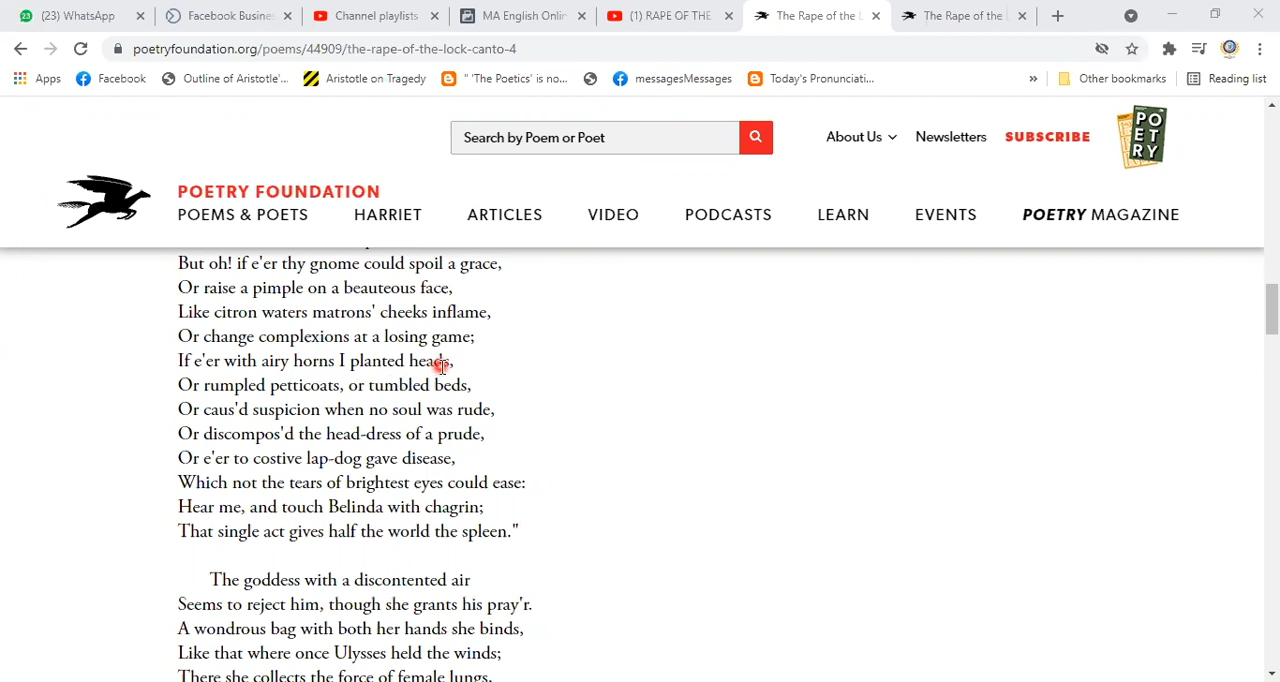 (23) WhatsApp
Facebook Busine
Channel playlists
MA English Onlin
(1) RAPE OF THE
The Rape of the L
The Rape of the
poetryfoundation.org/poems/44909/the-rape-of-the-lock-canto-4
Apps
Facebook
Outline of Aristotle'...
Aristotle on Tragedy
" 'The Poetics' is no...
messagesMessages
Today's Pronunciati...
»
Other bookmarks
Reading list
Search by Poem or Poet
About Us
Newsletters
SUBSCRIBE
PO
ET
RY
POETRY FOUNDATION
POEMS & POETS
HARRIET
ARTICLES
VIDEO
PODCASTS
LEARN
EVENTS
POETRY MAGAZINE
But oh! if e'er thy gnome could spoil a grace,
Or raise a pimple on a beauteous face,
Like citron waters matrons' cheeks inflame,
Or change complexions at a losing game;
If e'er with airy horns I planted heads,
Or rumpled petticoats, or tumbled beds,
Or caus'd suspicion when no soul was rude,
Or discompos'd the head-dress of a prude,
Or e'er to costive lap-dog gave disease,
Which not the tears of brightest eyes could ease:
Hear me, and touch Belinda with chagrin;
That single act gives half the world the spleen."
The goddess with a discontented air
Seems to reject him, though she grants his pray'r.
A wondrous bag with both her hands she binds,
Like that where once Ulysses held the winds;
There she collects the force of female lungs,